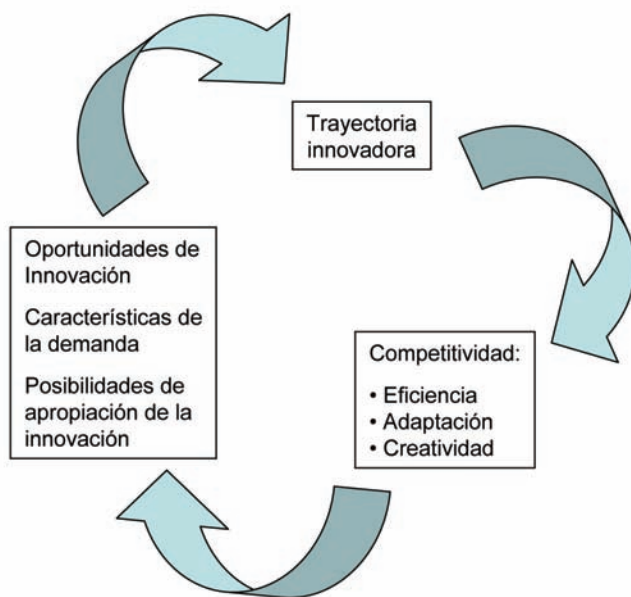 Trayectoria
innovadora
Oportunidades de
Innovación
Características de
la demanda
Posibilidades de
apropiación de la
innovación
Competitividad:
• Eficiencia
• Adaptación
• Creatividad